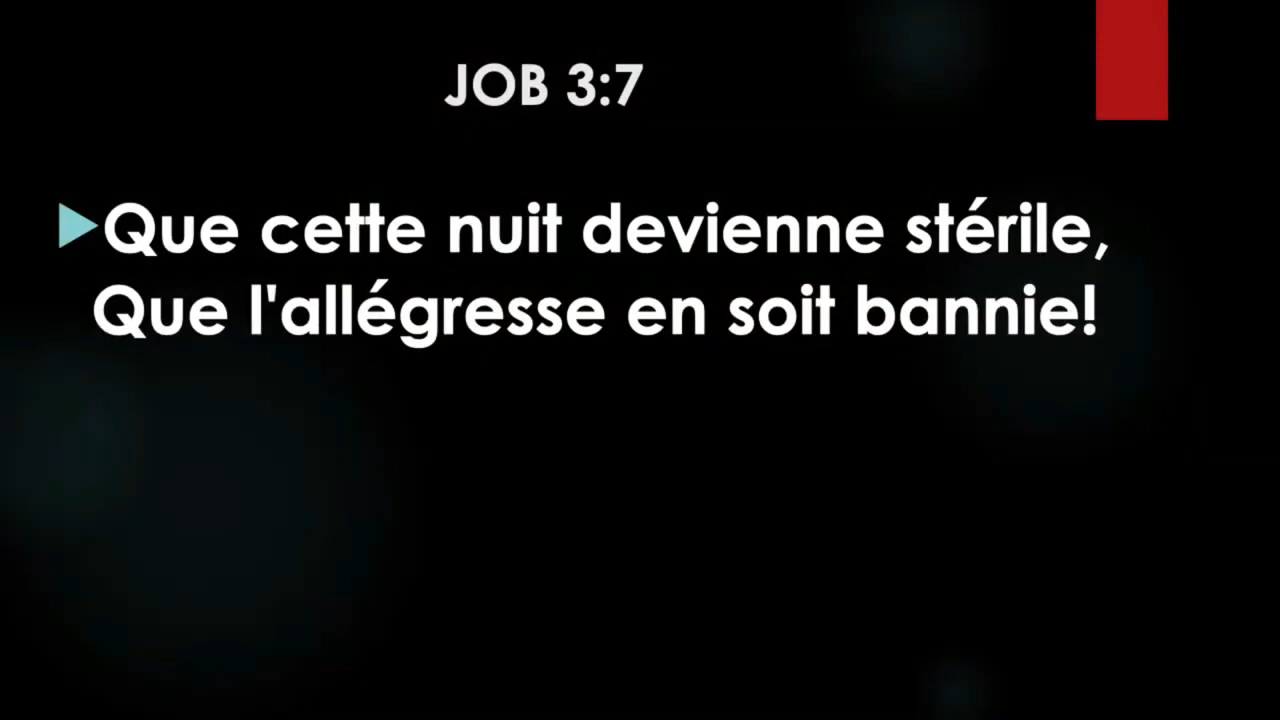 JOB 3:7
Que cette nuit devienne stérile,
Que l'allégresse en soit bannie!